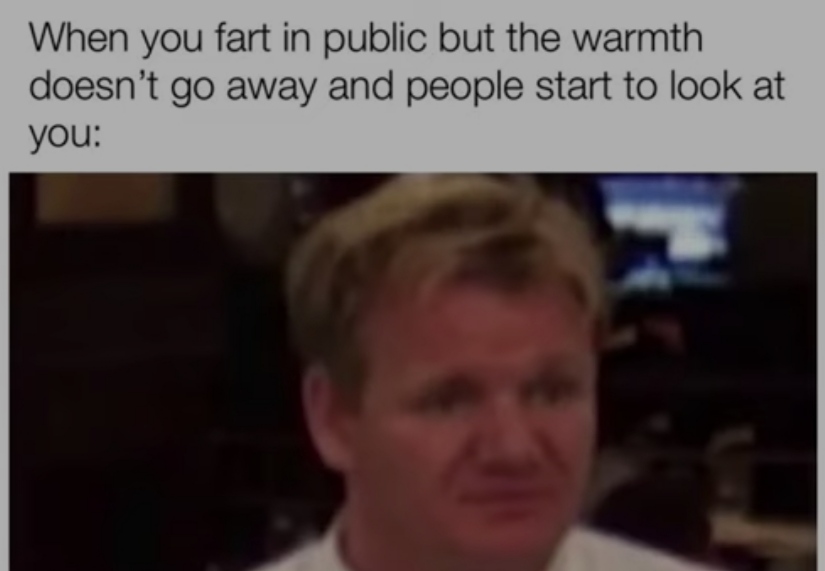 When you fart in public but the warmth
doesn't go away and people start to look at
you: